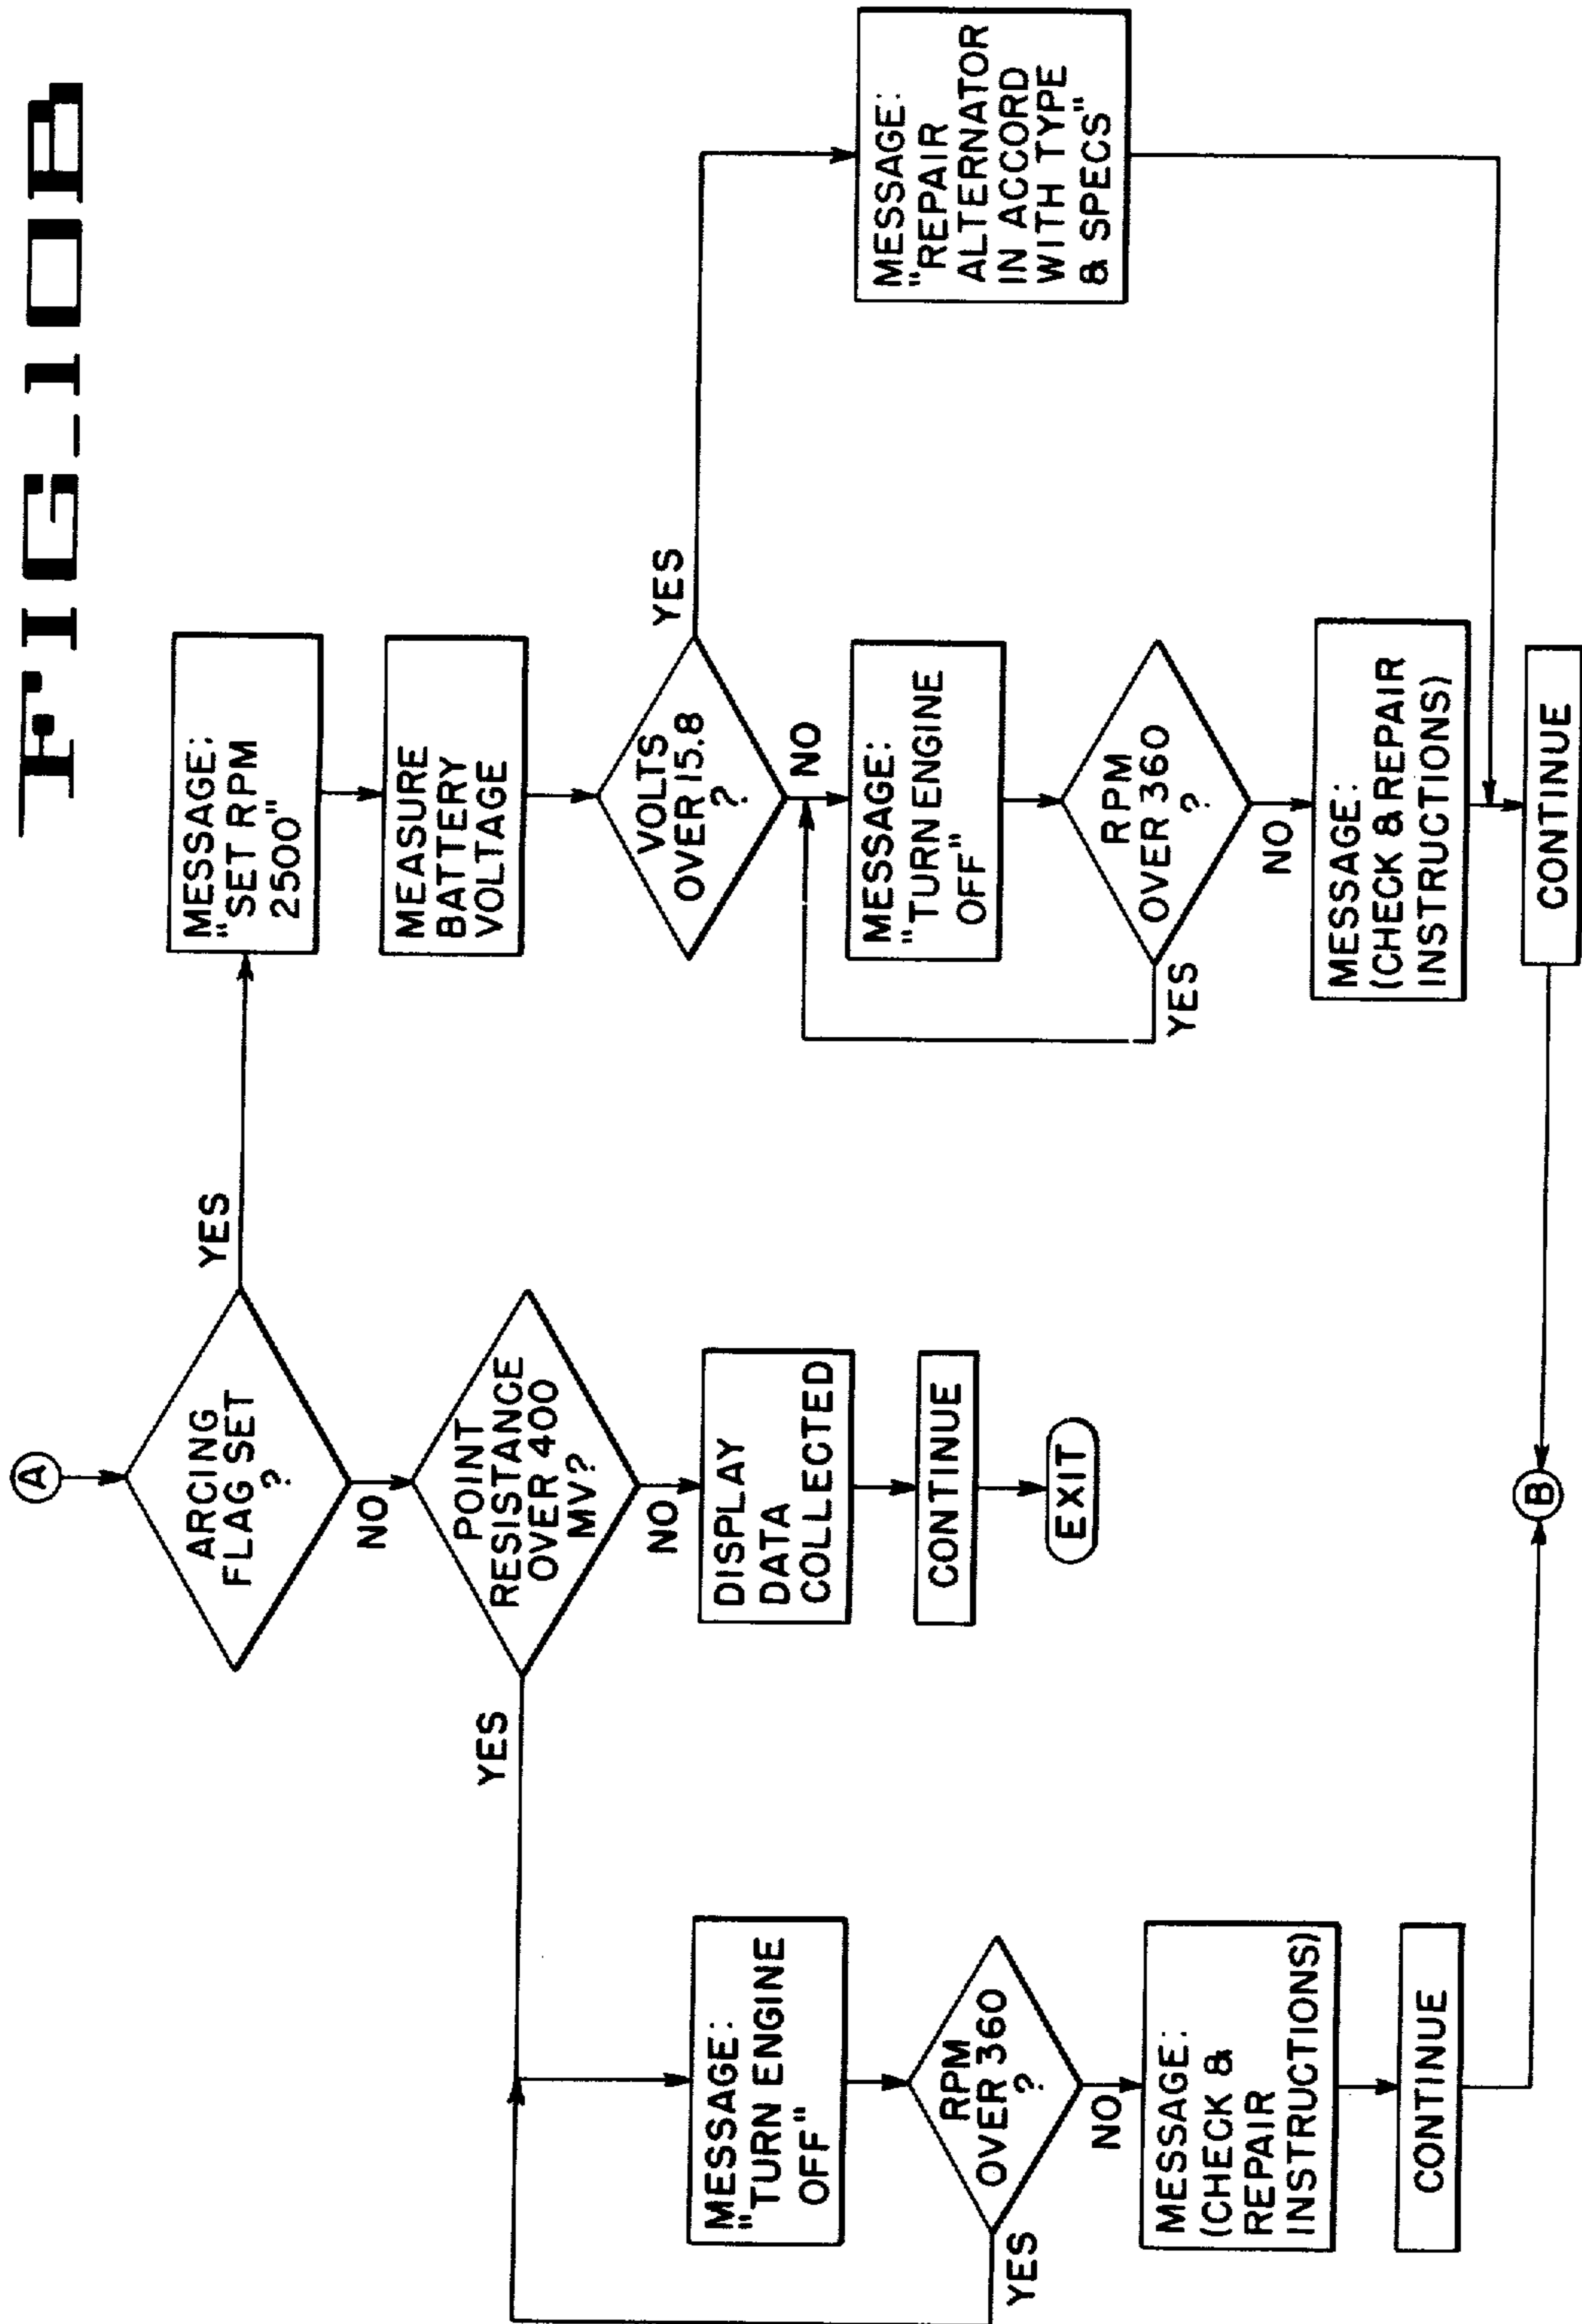 FIG_10B
A
ARCING
FLAG SET
?
YES
NO
MESSAGE:
"SET RPM
2500"
MEASURE
BATTERY
VOLTAGE
VOLTS
OVER 15.8
?
YES
NO
MESSAGE:
"REPAIR
ALTERNATOR
IN ACCORD
WITH TYPE
& SPECS"
MESSAGE:
"TURN ENGINE
OFF"
RPM
OVER 360
?
YES
NO
MESSAGE:
(CHECK & REPAIR
INSTRUCTIONS)
CONTINUE
POINT
RESISTANCE
OVER 400
MV?
YES
NO
DISPLAY
DATA
COLLECTED
CONTINUE
EXIT
MESSAGE:
"TURN ENGINE
OFF"
RPM
OVER 360
?
YES
NO
MESSAGE:
(CHECK &
REPAIR
INSTRUCTIONS)
CONTINUE
B